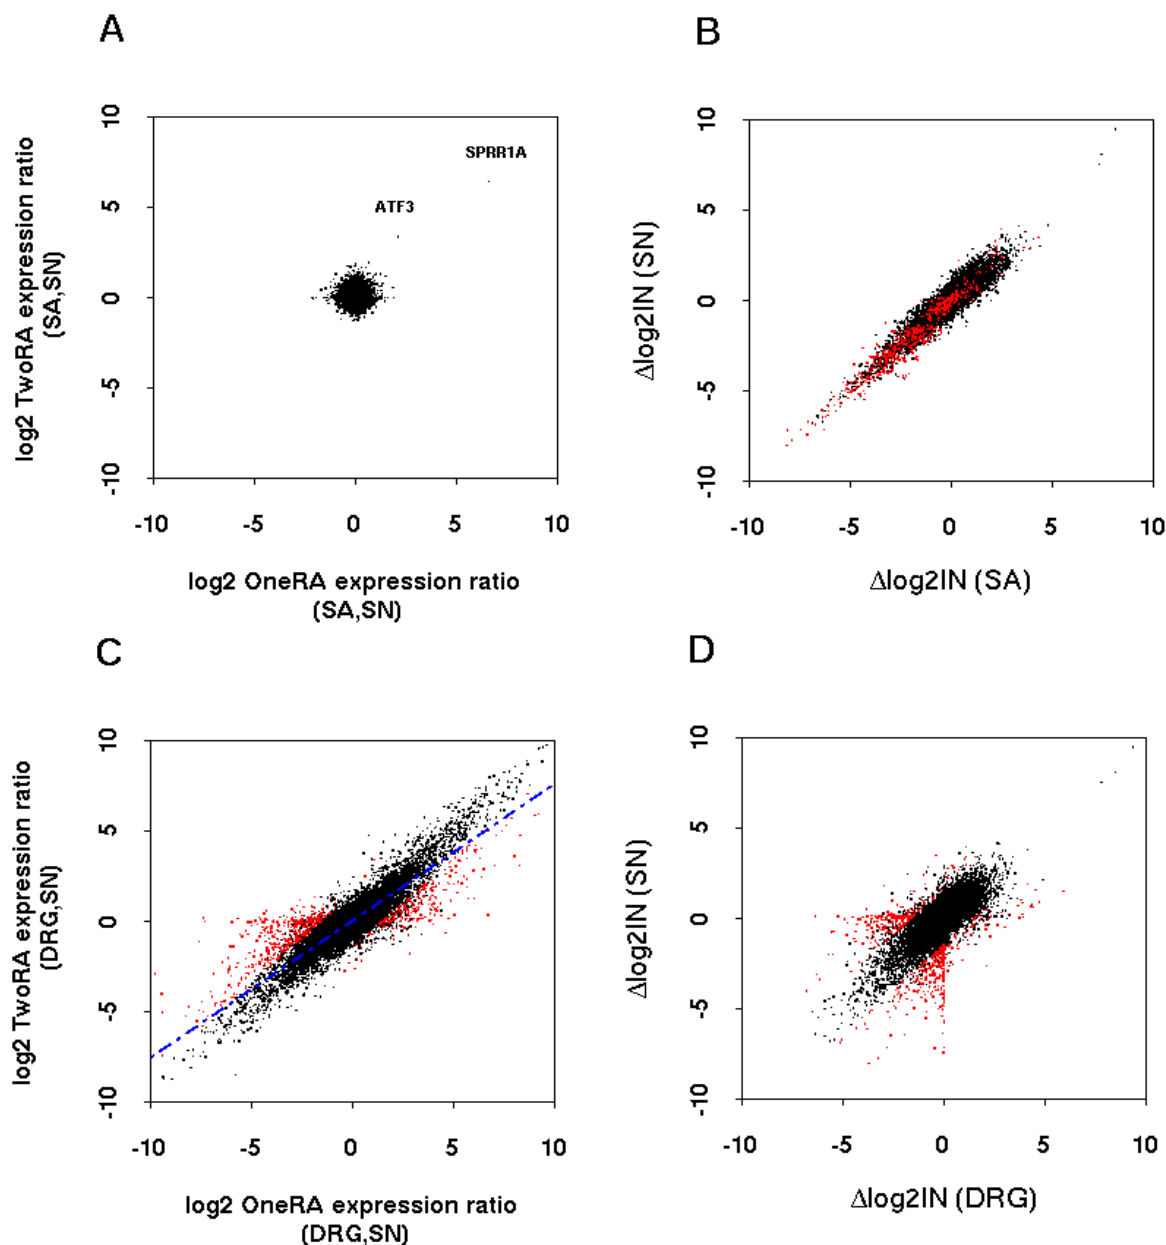 A
10
5
0
-5
-10
log2 TwoRA expression ratio
(SA,SN)
SPRR1A
ATF3
-10 -5 0 5 10
log2 OneRA expression ratio
(SA,SN)
B
10
5
0
-5
-10
Δlog2IN (SN)
-10 -5 0 5 10
Δlog2IN (SA)
C
10
5
0
-5
-10
log2 TwoRA expression ratio
(DRG,SN)
-10 -5 0 5 10
log2 OneRA expression ratio
(DRG,SN)
D
10
5
0
-5
-10
Δlog2IN (SN)
-10 -5 0 5 10
Δlog2IN (DRG)